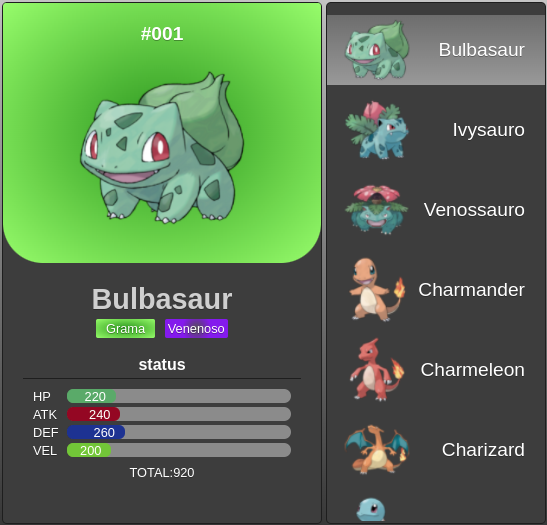 #001
Bulbasaur
Grama Venenoso
status
HP 220
ATK 240
DEF 260
VEL 200
TOTAL:920
Bulbasaur
Ivysauro
Venossauro
Charmander
Charmeleon
Charizard